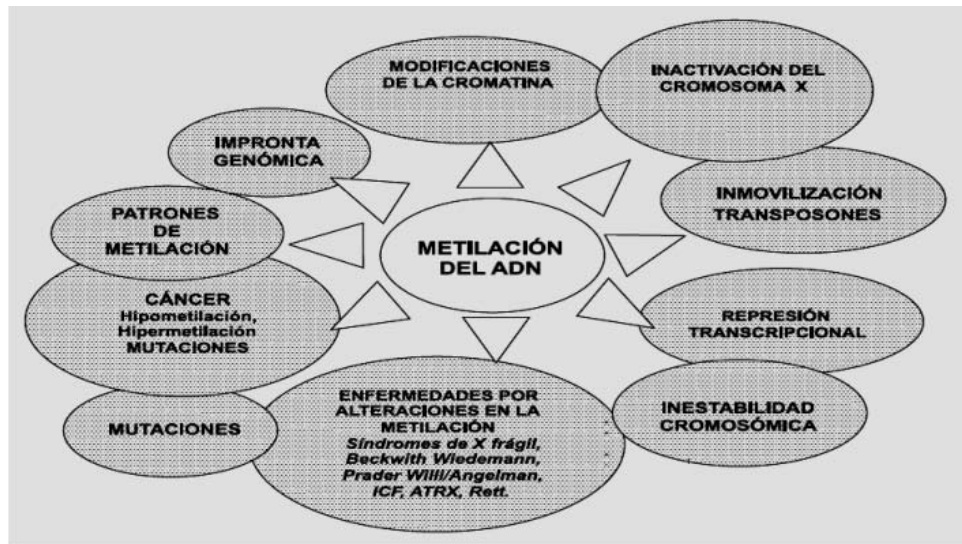 MODIFICACIONES
DE LA CROMATINA
INACTIVACIÓN DEL
CROMOSOMA X
IMPRONTA
GENÓMICA
INMOVILIZACIÓN
TRANSPOSONES
PATRONES
DE
METILACIÓN
METILACIÓN
DEL ADN
CÁNCER
Hipometilación,
Hipermetilación
MUTACIONES
REPRESIÓN
TRANSCRIPCIONAL
ENFERMEDADES POR
ALTERACIONES EN LA
METILACIÓN
Síndromes de X frágil,
Beckwith Wiedemann,
Prader Willi/Angelman,
ICF, ATRX, Rett.
INESTABILIDAD
CROMOSÓMICA
MUTACIONES